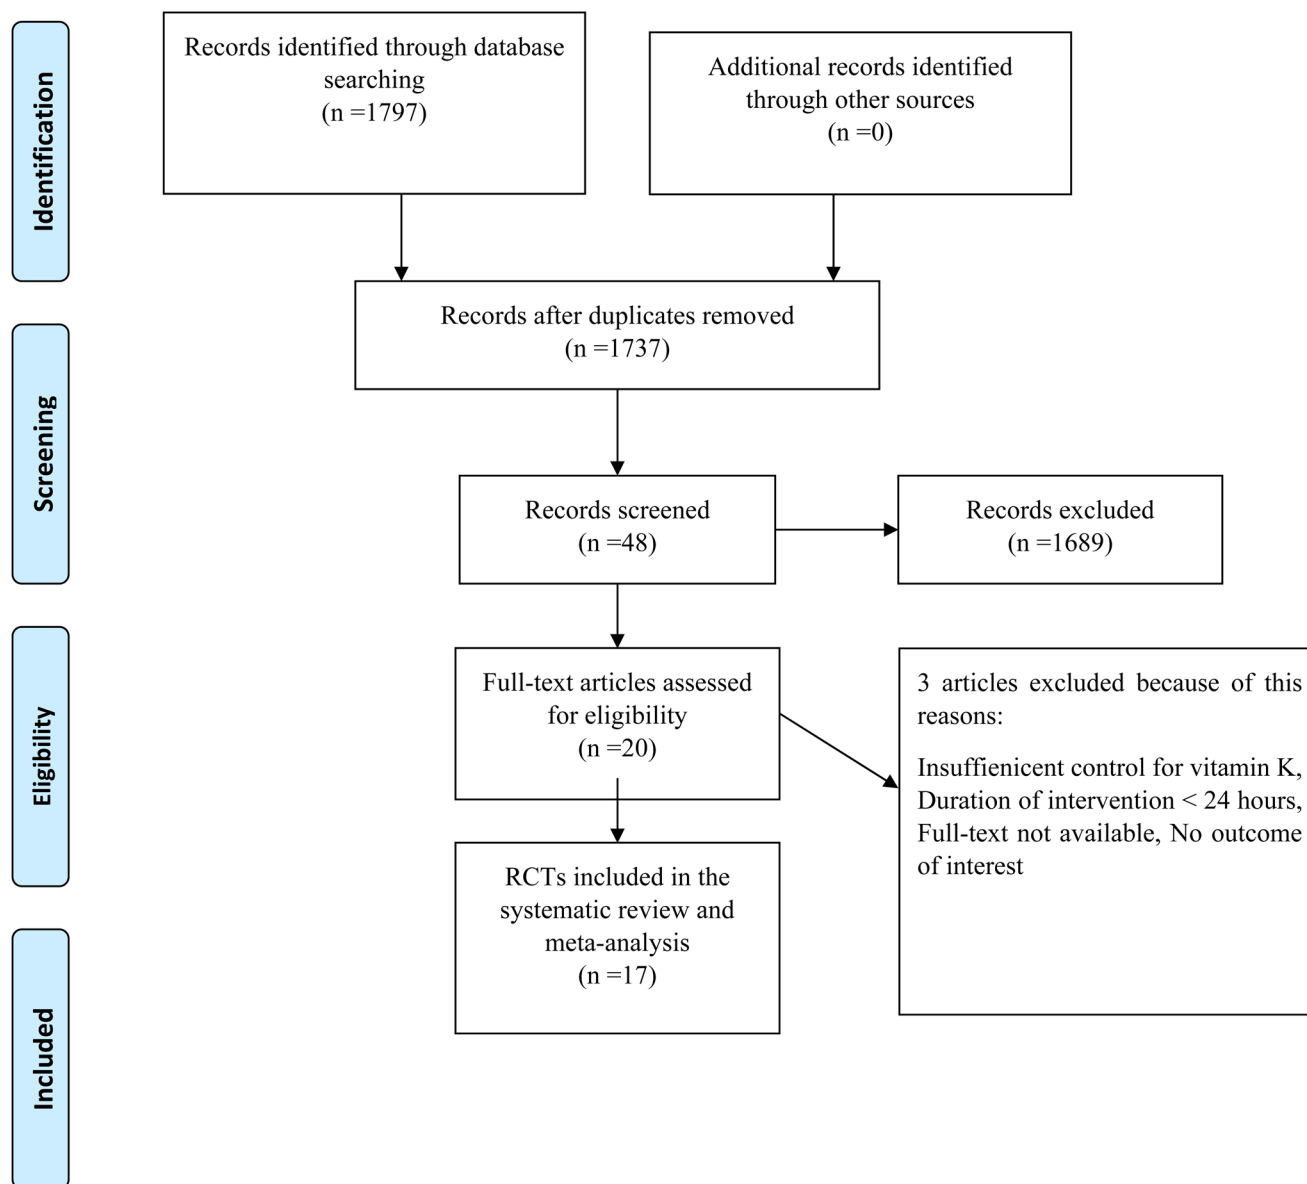 Identification
Records identified through database
searching
(n =1797)
Additional records identified
through other sources
(n =0)
Records after duplicates removed
(n =1737)
Screening
Records screened
(n =48)
Records excluded
(n =1689)
Eligibility
Full-text articles assessed
for eligibility
(n =20)
3 articles excluded because of this
reasons:
Insuffienicent control for vitamin K,
Duration of intervention < 24 hours,
Full-text not available, No outcome
of interest
Included
RCTs included in the
systematic review and
meta-analysis
(n =17)